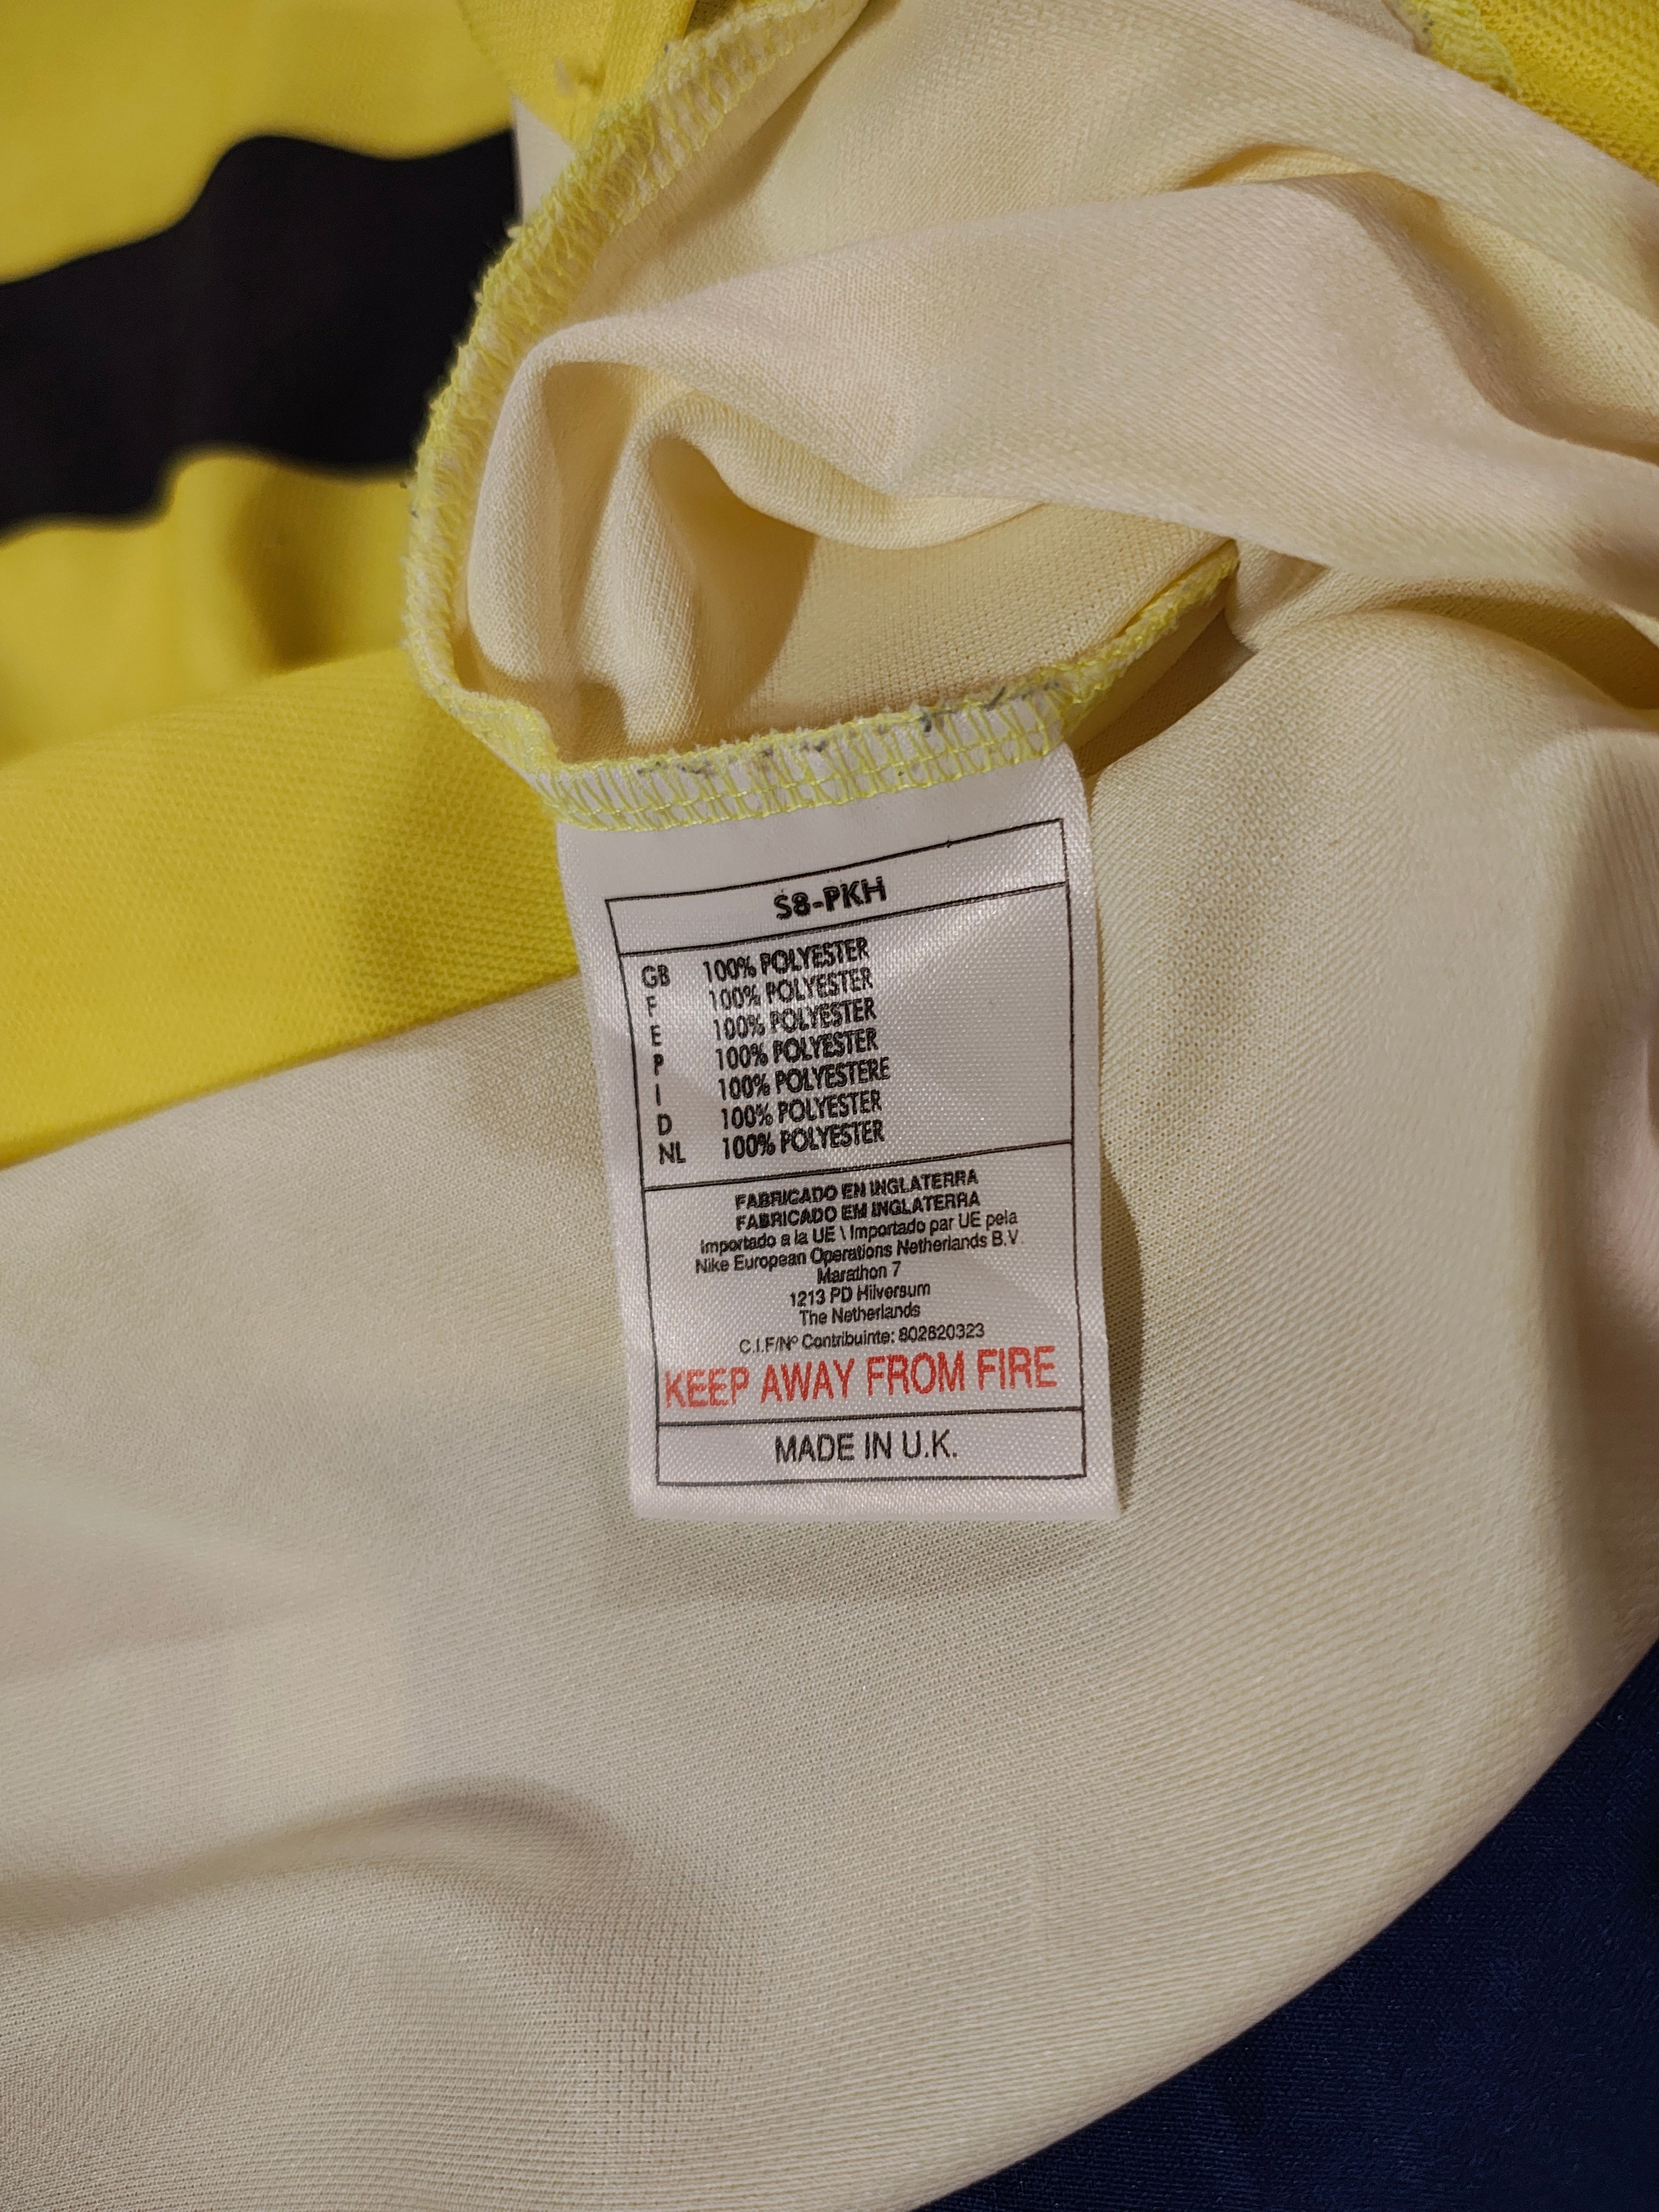 S8-PKH
GB 100% POLYESTER
F 100% POLYESTER
E 100% POLYESTER
P 100% POLYESTER
I 100% POLYESTERE
D 100% POLYESTER
NL 100% POLYESTER
FABRICADO EN INGLATERRA
FABRICADO EM INGLATERRA
Importado a la UE \ Importado par UE pela
Nike European Operations Netherlands B.V.
Marathon 7
1213 PD Hilversum
The Netherlands
C.I.F/Nº Contribuinte: 802820323
KEEP AWAY FROM FIRE
MADE IN U.K.